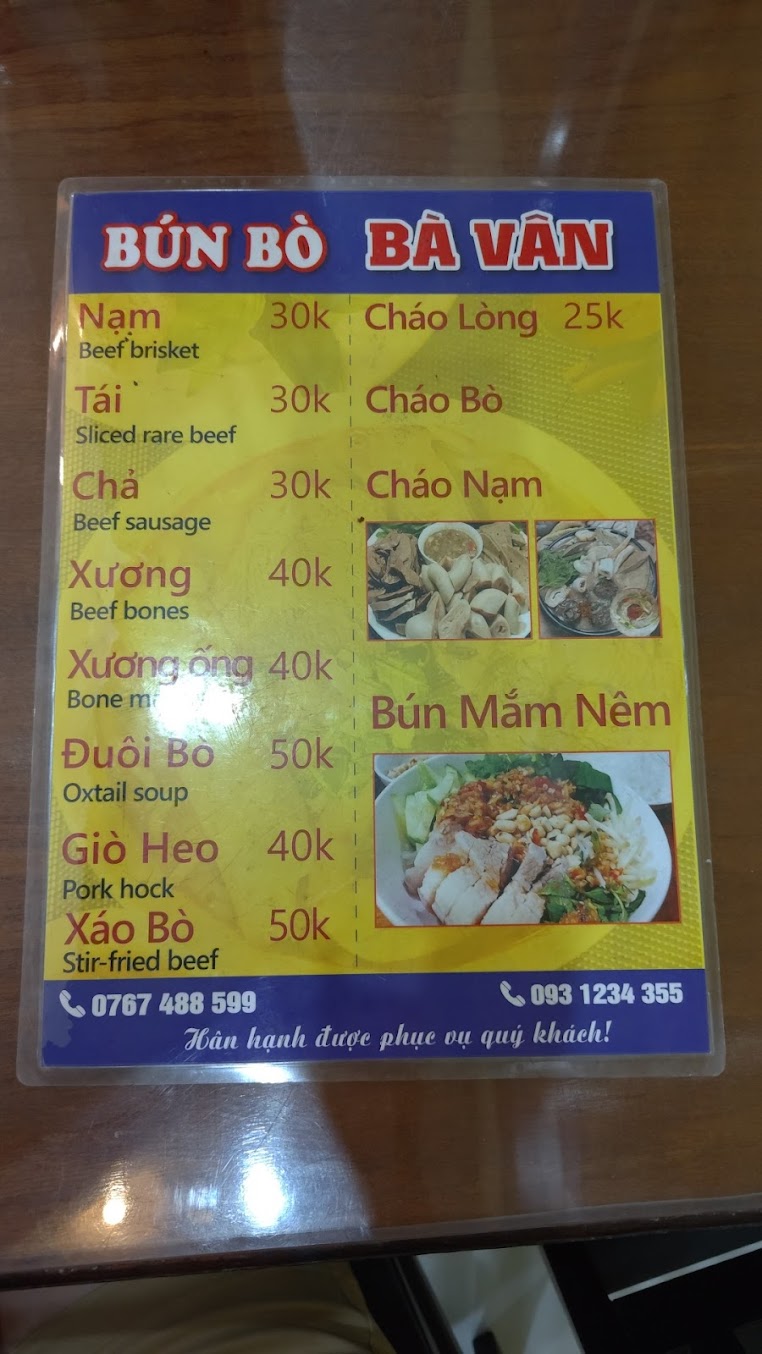 BÚN BÒ BÀ VÂN
Nạm 30k
Beef brisket
Tái 30k
Sliced rare beef
Chả 30k
Beef sausage
Xương 40k
Beef bones
Xương ống 40k
Bone
Đuôi Bò 50k
Oxtail soup
Giò Heo 40k
Pork hock
Xáo Bò 50k
Stir-fried beef
Cháo Lòng 25k
Cháo Bò
Cháo Nạm
Bún Mắm Nêm
0767 488 599
093 1234 355
Hân hạnh được phục vụ quý khách!